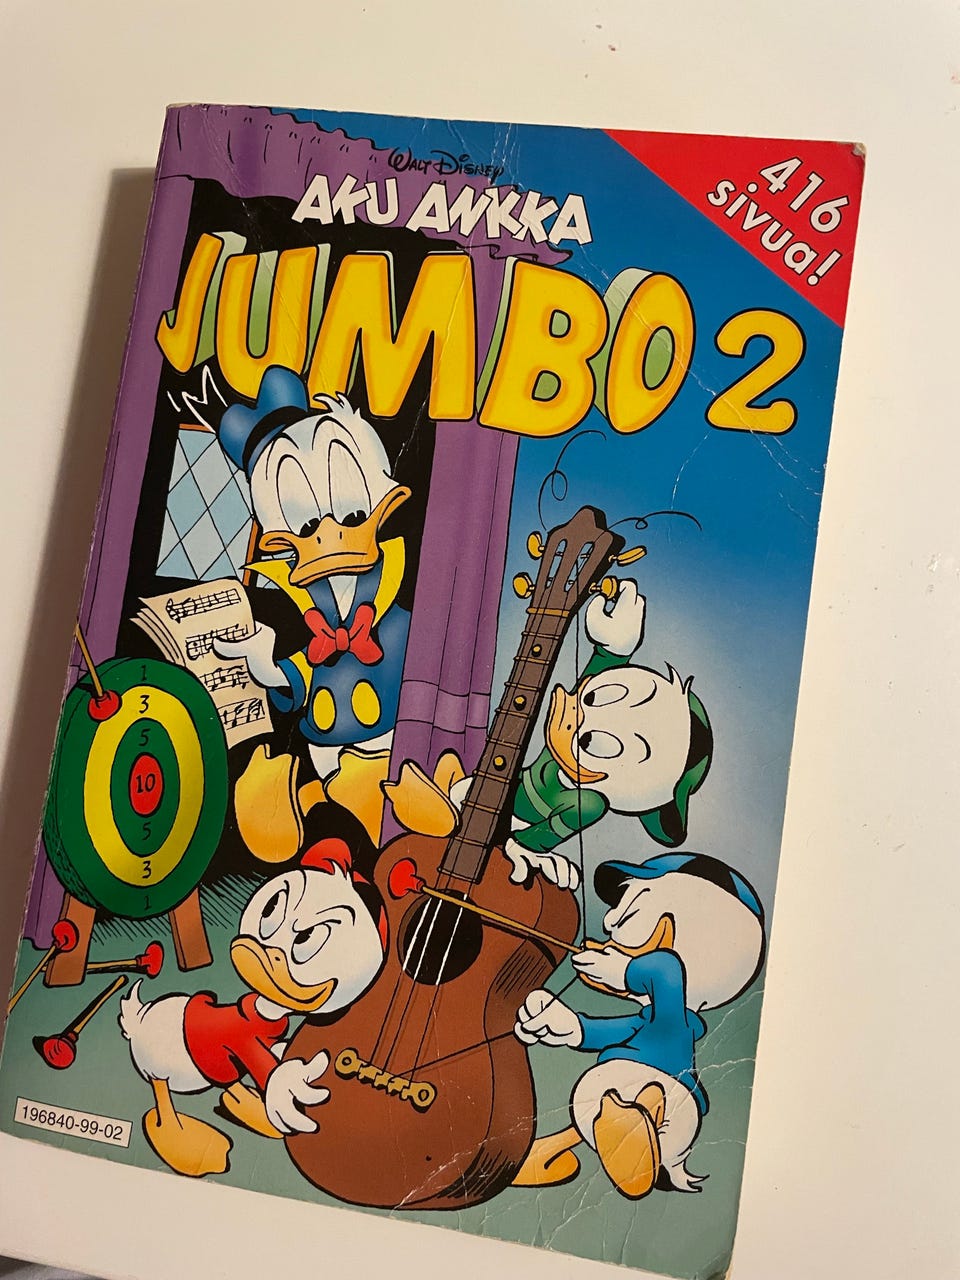 WALT DISNEY
AKU ANKKA
JUMBO 2
416
sivua!
'M
1
3
5
10
5
3
1
196840-99-02